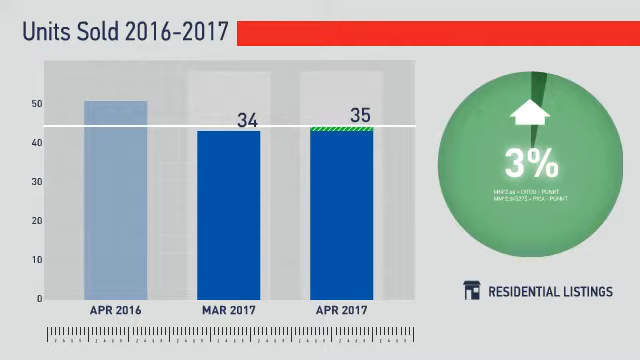 Units Sold 2016-2017
50
40
30
20
10
0
34
35
APR 2016
MAR 2017
APR 2017
3%
RESIDENTIAL LISTINGS